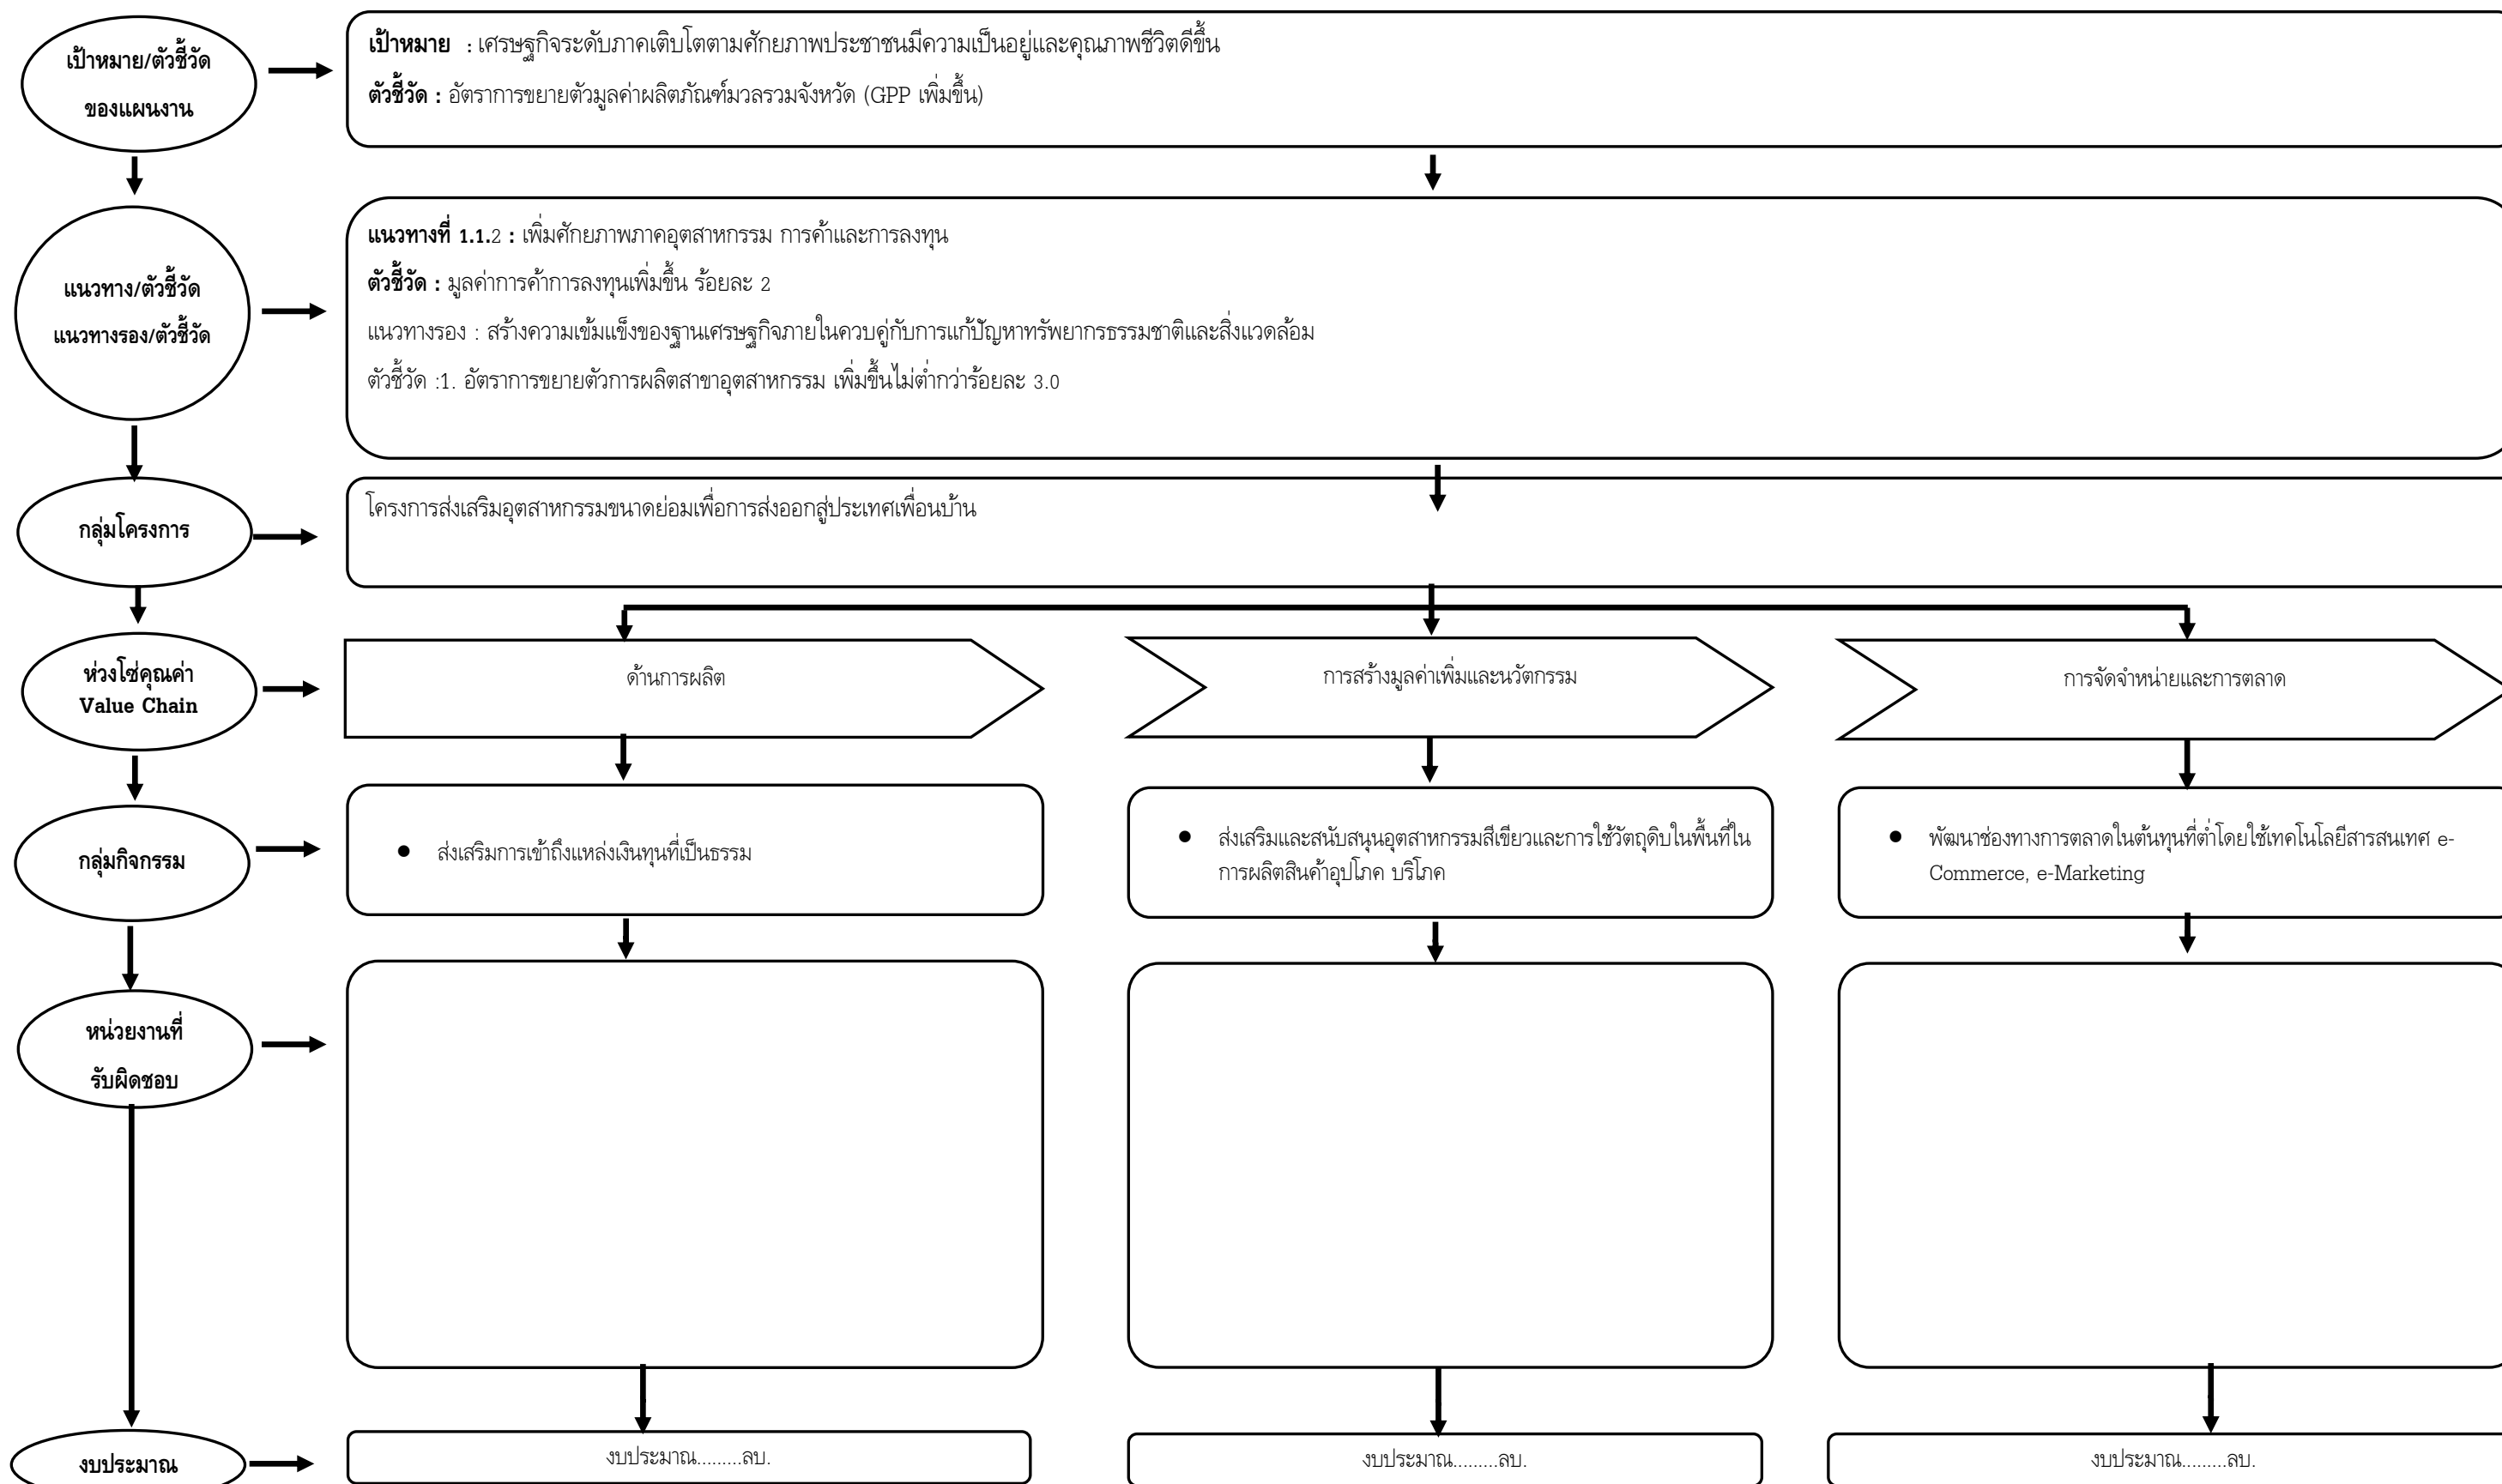 เป้าหมาย/ตัวชี้วัด
ของแผนงาน
เป้าหมาย : เศรษฐกิจระดับภาคเติบโตตามศักยภาพประชาชนมีความเป็นอยู่และคุณภาพชีวิตดีขึ้น
ตัวชี้วัด : อัตราการขยายตัวมูลค่าผลิตภัณฑ์มวลรวมจังหวัด (GPP เพิ่มขึ้น)
แนวทาง/ตัวชี้วัด
แนวทางรอง/ตัวชี้วัด
แนวทางที่ 1.1.2 : เพิ่มศักยภาพภาคอุตสาหกรรม การค้าและการลงทุน
ตัวชี้วัด : มูลค่าการค้าการลงทุนเพิ่มขึ้น ร้อยละ 2
แนวทางรอง : สร้างความเข้มแข็งของฐานเศรษฐกิจภายในควบคู่กับการแก้ปัญหาทรัพยากรธรรมชาติและสิ่งแวดล้อม
ตัวชี้วัด :1. อัตราการขยายตัวการผลิตสาขาอุตสาหกรรม เพิ่มขึ้นไม่ต่ำกว่าร้อยละ 3.0
กลุ่มโครงการ
โครงการส่งเสริมอุตสาหกรรมขนาดย่อมเพื่อการส่งออกสู่ประเทศเพื่อนบ้าน
ห่วงโซ่คุณค่า
Value Chain
ด้านการผลิต
การสร้างมูลค่าเพิ่มและนวัตกรรม
การจัดจำหน่ายและการตลาด
กลุ่มกิจกรรม
● ส่งเสริมการเข้าถึงแหล่งเงินทุนที่เป็นธรรม
● ส่งเสริมและสนับสนุนอุตสาหกรรมสีเขียวและการใช้วัตถุดิบในพื้นที่ใน
การผลิตสินค้าอุปโภค บริโภค
● พัฒนาช่องทางการตลาดในต้นทุนที่ต่ำโดยใช้เทคโนโลยีสารสนเทศ e-
Commerce, e-Marketing
หน่วยงานที่
รับผิดชอบ
งบประมาณ
งบประมาณ.........ลบ.
งบประมาณ.........ลบ.
งบประมาณ.........ลบ.